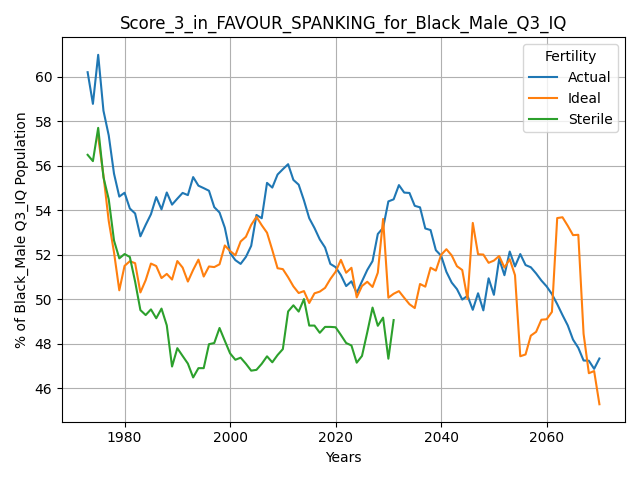 Score_3_in_FAVOUR_SPANKING_for_Black_Male_Q3_IQ
Fertility
Actual
Ideal
Sterile
% of Black_Male Q3_IQ Population
60
58
56
54
52
50
48
46
1980
2000
2020
2040
2060
Years